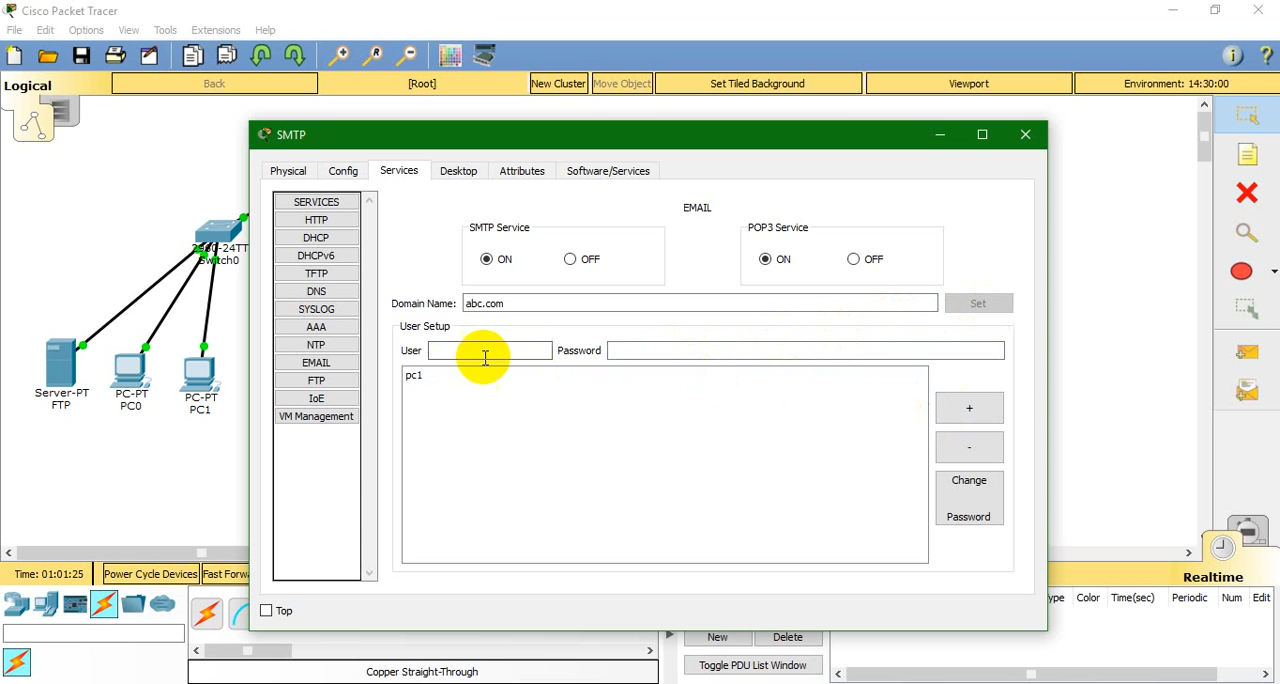 Cisco Packet Tracer
File Edit Options View Tools Extensions Help
Logical
Back
[Root]
New Cluster
Move Object
Set Tiled Background
Viewport
Environment: 14:30:00
SMTP
Physical
Config
Services
Desktop
Attributes
Software/Services
SERVICES
HTTP
DHCP
DHCPv6
TFTP
DNS
SYSLOG
AAA
NTP
EMAIL
FTP
IoE
VM Management
EMAIL
SMTP Service
ON
OFF
POP3 Service
ON
OFF
Domain Name: abc.com
Set
User Setup
User
Password
pc1
+
-
Change
Password
Top
Switch0
Server-PT
FTP
PC-PT
PC0
PC-PT
PC1
Time: 01:01:25
Power Cycle Devices
Fast Forw
Realtime
Copper Straight-Through
New
Delete
Toggle PDU List Window
ype Color Time(sec) Periodic Num Edit